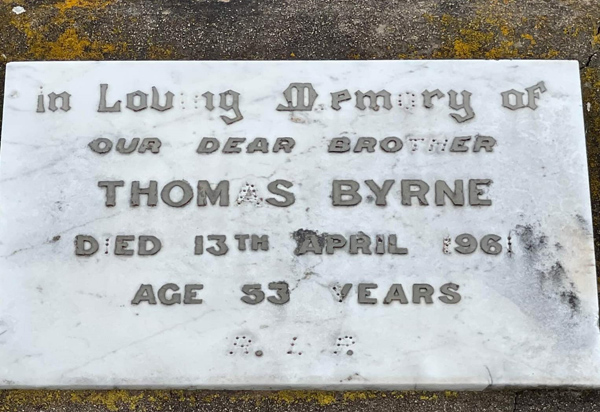 in Loving Memory of
OUR DEAR BROTHER
THOMAS BYRNE
DIED 13TH APRIL 1961
AGE 53 YEARS
R.I.P.